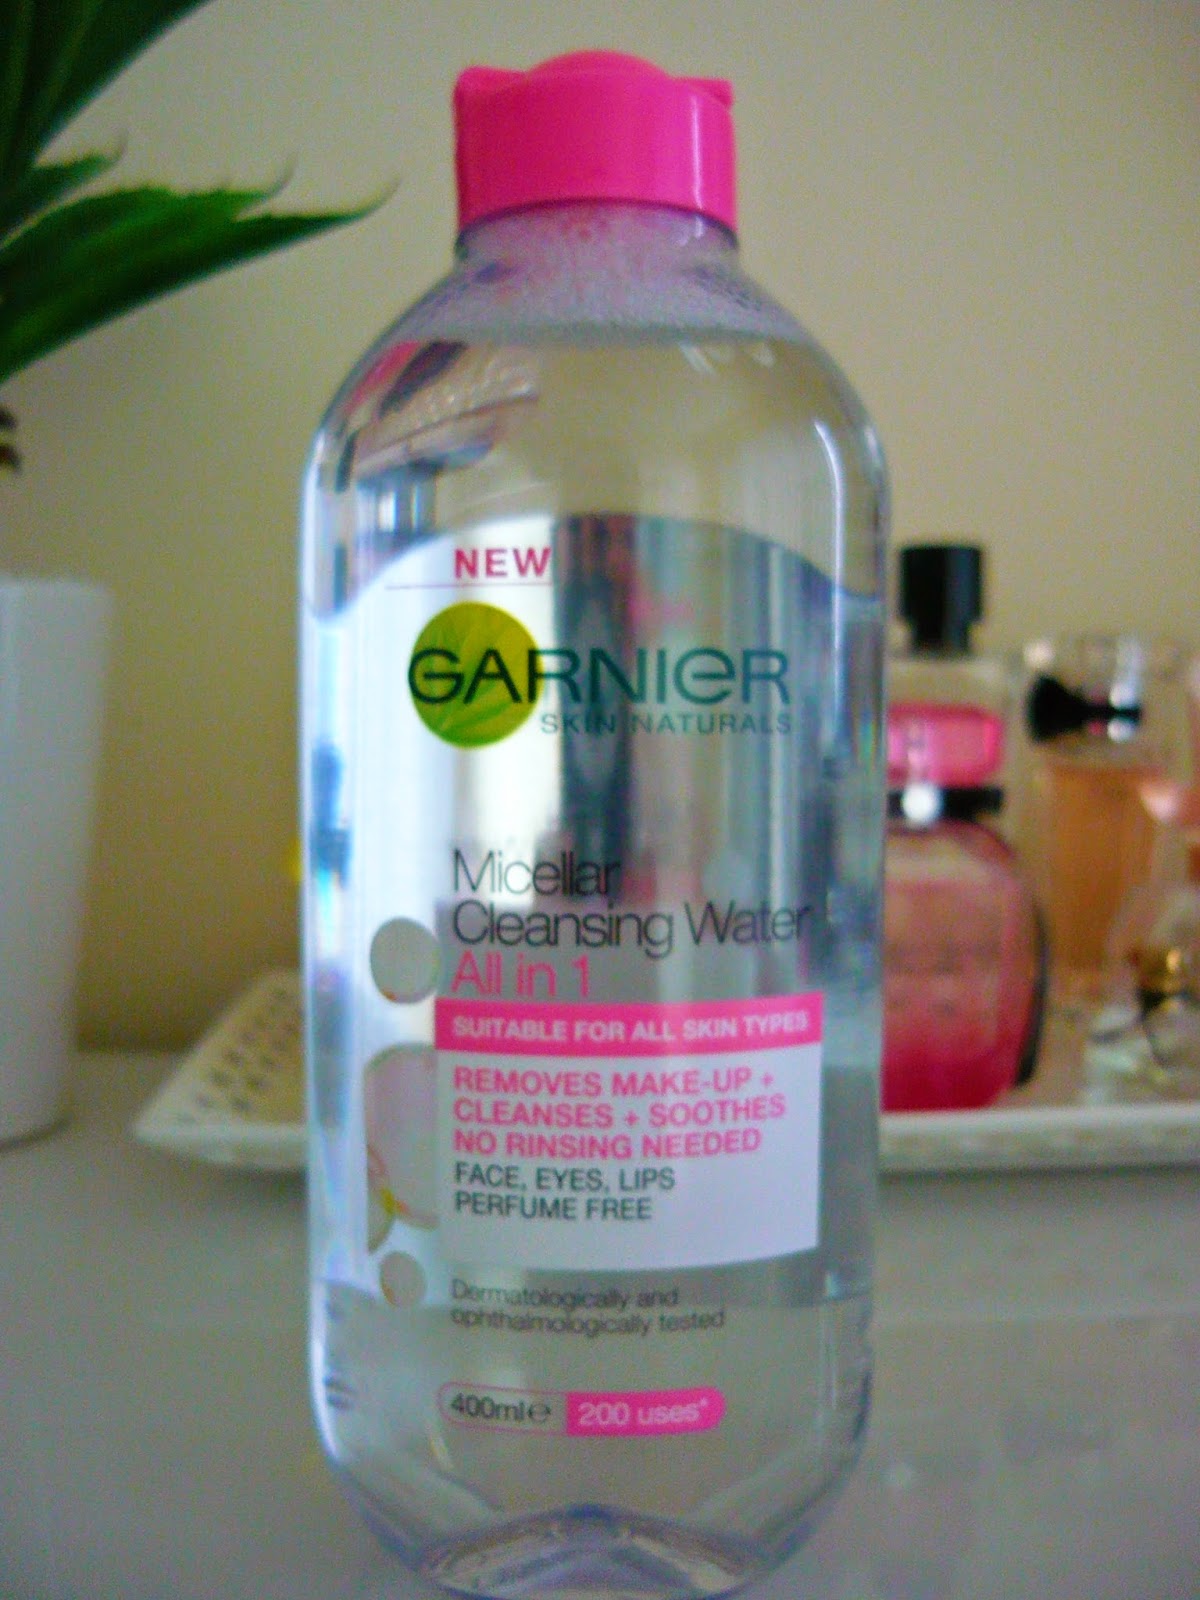 NEW
GARNIER
SKIN NATURALS
Micellar
Cleansing Water
All in 1
SUITABLE FOR ALL SKIN TYPES
REMOVES MAKE-UP +
CLEANSES + SOOTHES
NO RINSING NEEDED
FACE, EYES, LIPS
PERFUME FREE
Dermatologically and
ophthalmologically tested
400ml ℮ 200 uses*